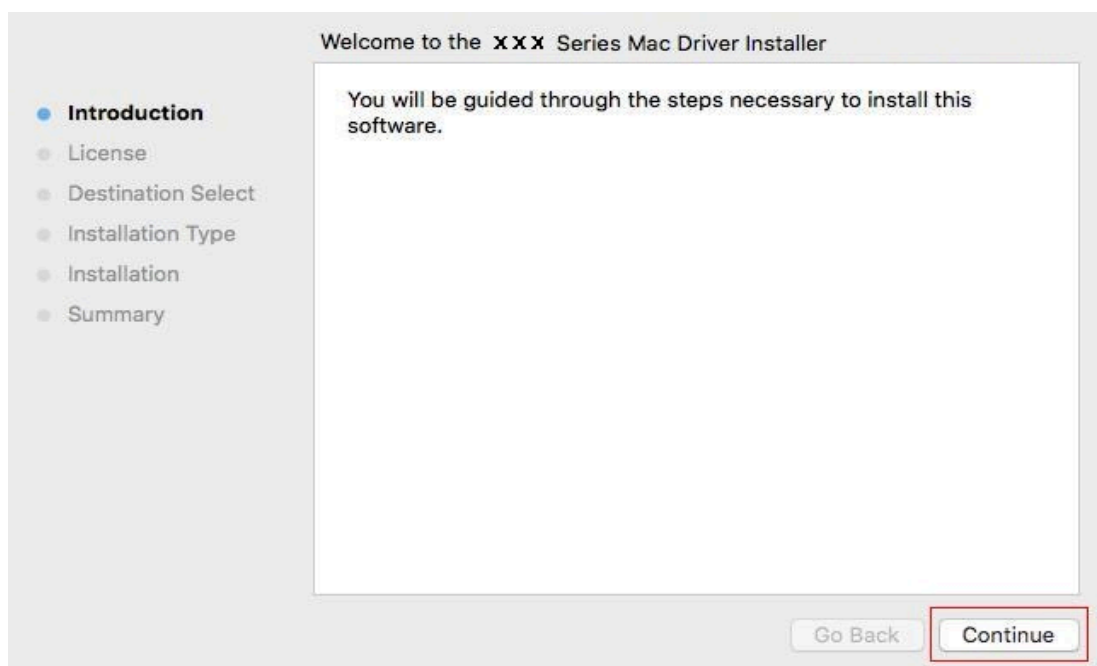 Welcome to the XXX Series Mac Driver Installer
Introduction
License
Destination Select
Installation Type
Installation
Summary
You will be guided through the steps necessary to install this
software.
Go Back
Continue